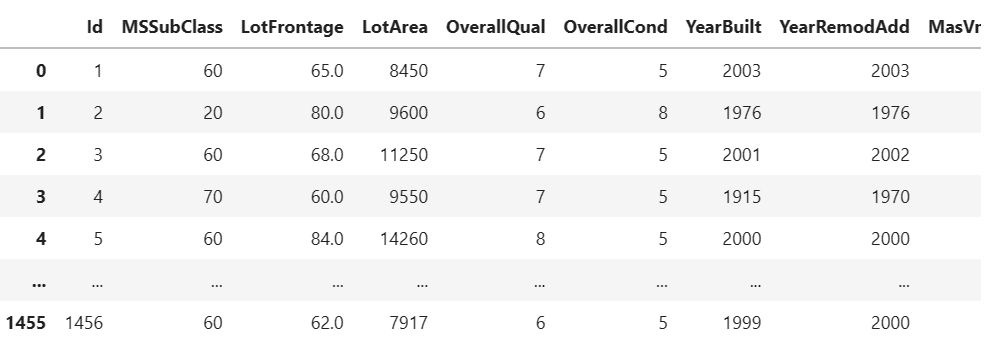 Id MSSubClass LotFrontage LotArea OverallQual OverallCond YearBuilt YearRemodAdd
0 1 60 65.0 8450 7 5 2003 2003
1 2 20 80.0 9600 6 8 1976 1976
2 3 60 68.0 11250 7 5 2001 2002
3 4 70 60.0 9550 7 5 1915 1970
4 5 60 84.0 14260 8 5 2000 2000
... ... ... ... ... ... ... ... ...
1455 1456 60 62.0 7917 6 5 1999 2000